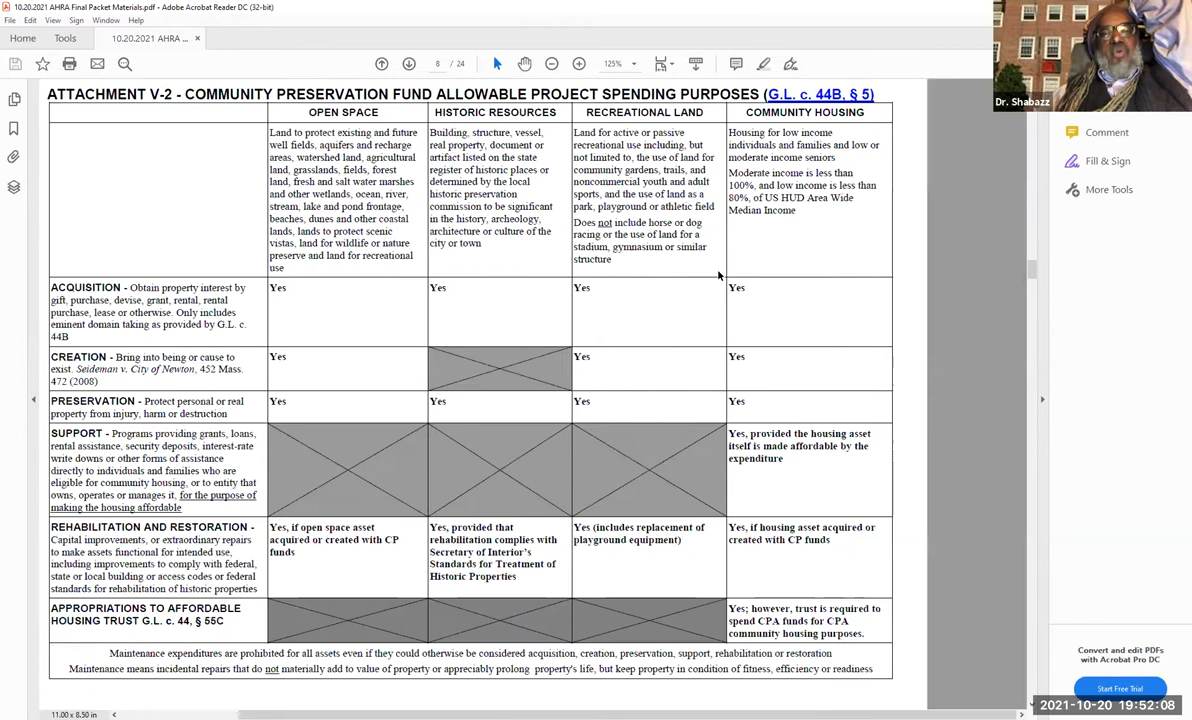 10.20.2021 AHRA Final Packet Materials.pdf - Adobe Acrobat Reader DC (32-bit)
File Edit View Sign Window Help
Home Tools 10.20.2021 AHRA ... ×
8 / 24 125%
Dr. Shabazz
Comment
Fill & Sign
More Tools
ATTACHMENT V-2 - COMMUNITY PRESERVATION FUND ALLOWABLE PROJECT SPENDING PURPOSES (G.L. c. 44B, § 5)
OPEN SPACE HISTORIC RESOURCES RECREATIONAL LAND COMMUNITY HOUSING
Land to protect existing and future
well fields, aquifers and recharge
areas, watershed land, agricultural
land, grasslands, fields, forest
land, fresh and salt water marshes
and other wetlands, ocean, river,
stream, lake and pond frontage,
beaches, dunes and other coastal
lands, lands to protect scenic
vistas, land for wildlife or nature
preserve and land for recreational
use
Building, structure, vessel,
real property, document or
artifact listed on the state
register of historic places or
determined by the local
historic preservation
commission to be significant
in the history, archeology,
architecture or culture of the
city or town
Land for active or passive
recreational use including, but
not limited to, the use of land for
community gardens, trails, and
noncommercial youth and adult
sports, and the use of land as a
park, playground or athletic field
Does not include horse or dog
racing or the use of land for a
stadium, gymnasium or similar
structure
Housing for low income
individuals and families and low or
moderate income seniors
Moderate income is less than
100%, and low income is less than
80%, of US HUD Area Wide
Median Income
ACQUISITION - Obtain property interest by
gift, purchase, devise, grant, rental, rental
purchase, lease or otherwise. Only includes
eminent domain taking as provided by G.L. c.
44B
Yes Yes Yes Yes
CREATION - Bring into being or cause to
exist. Seideman v. City of Newton, 452 Mass.
472 (2008)
Yes Yes Yes
PRESERVATION - Protect personal or real
property from injury, harm or destruction
Yes Yes Yes Yes
SUPPORT - Programs providing grants, loans,
rental assistance, security deposits, interest-rate
write downs or other forms of assistance
directly to individuals and families who are
eligible for community housing, or to entity that
owns, operates or manages it, for the purpose of
making the housing affordable
Yes, provided the housing asset
itself is made affordable by the
expenditure
REHABILITATION AND RESTORATION -
Capital improvements, or extraordinary repairs
to make assets functional for intended use,
including improvements to comply with federal,
state or local building or access codes or federal
standards for rehabilitation of historic properties
Yes, if open space asset
acquired or created with CP
funds
Yes, provided that
rehabilitation complies with
Secretary of Interior's
Standards for Treatment of
Historic Properties
Yes (includes replacement of
playground equipment)
Yes, if housing asset acquired or
created with CP funds
APPROPRIATIONS TO AFFORDABLE
HOUSING TRUST G.L. c. 44, § 55C
Yes; however, trust is required to
spend CPA funds for CPA
community housing purposes.
Maintenance expenditures are prohibited for all assets even if they could otherwise be considered acquisition, creation, preservation, support, rehabilitation or restoration
Maintenance means incidental repairs that do not materially add to value of property or appreciably prolong property's life, but keep property in condition of fitness, efficiency or readiness
Convert and edit PDFs
with Acrobat Pro DC
Start Free Trial
2021-10-20 19:52:08
11.00 x 8.50 in